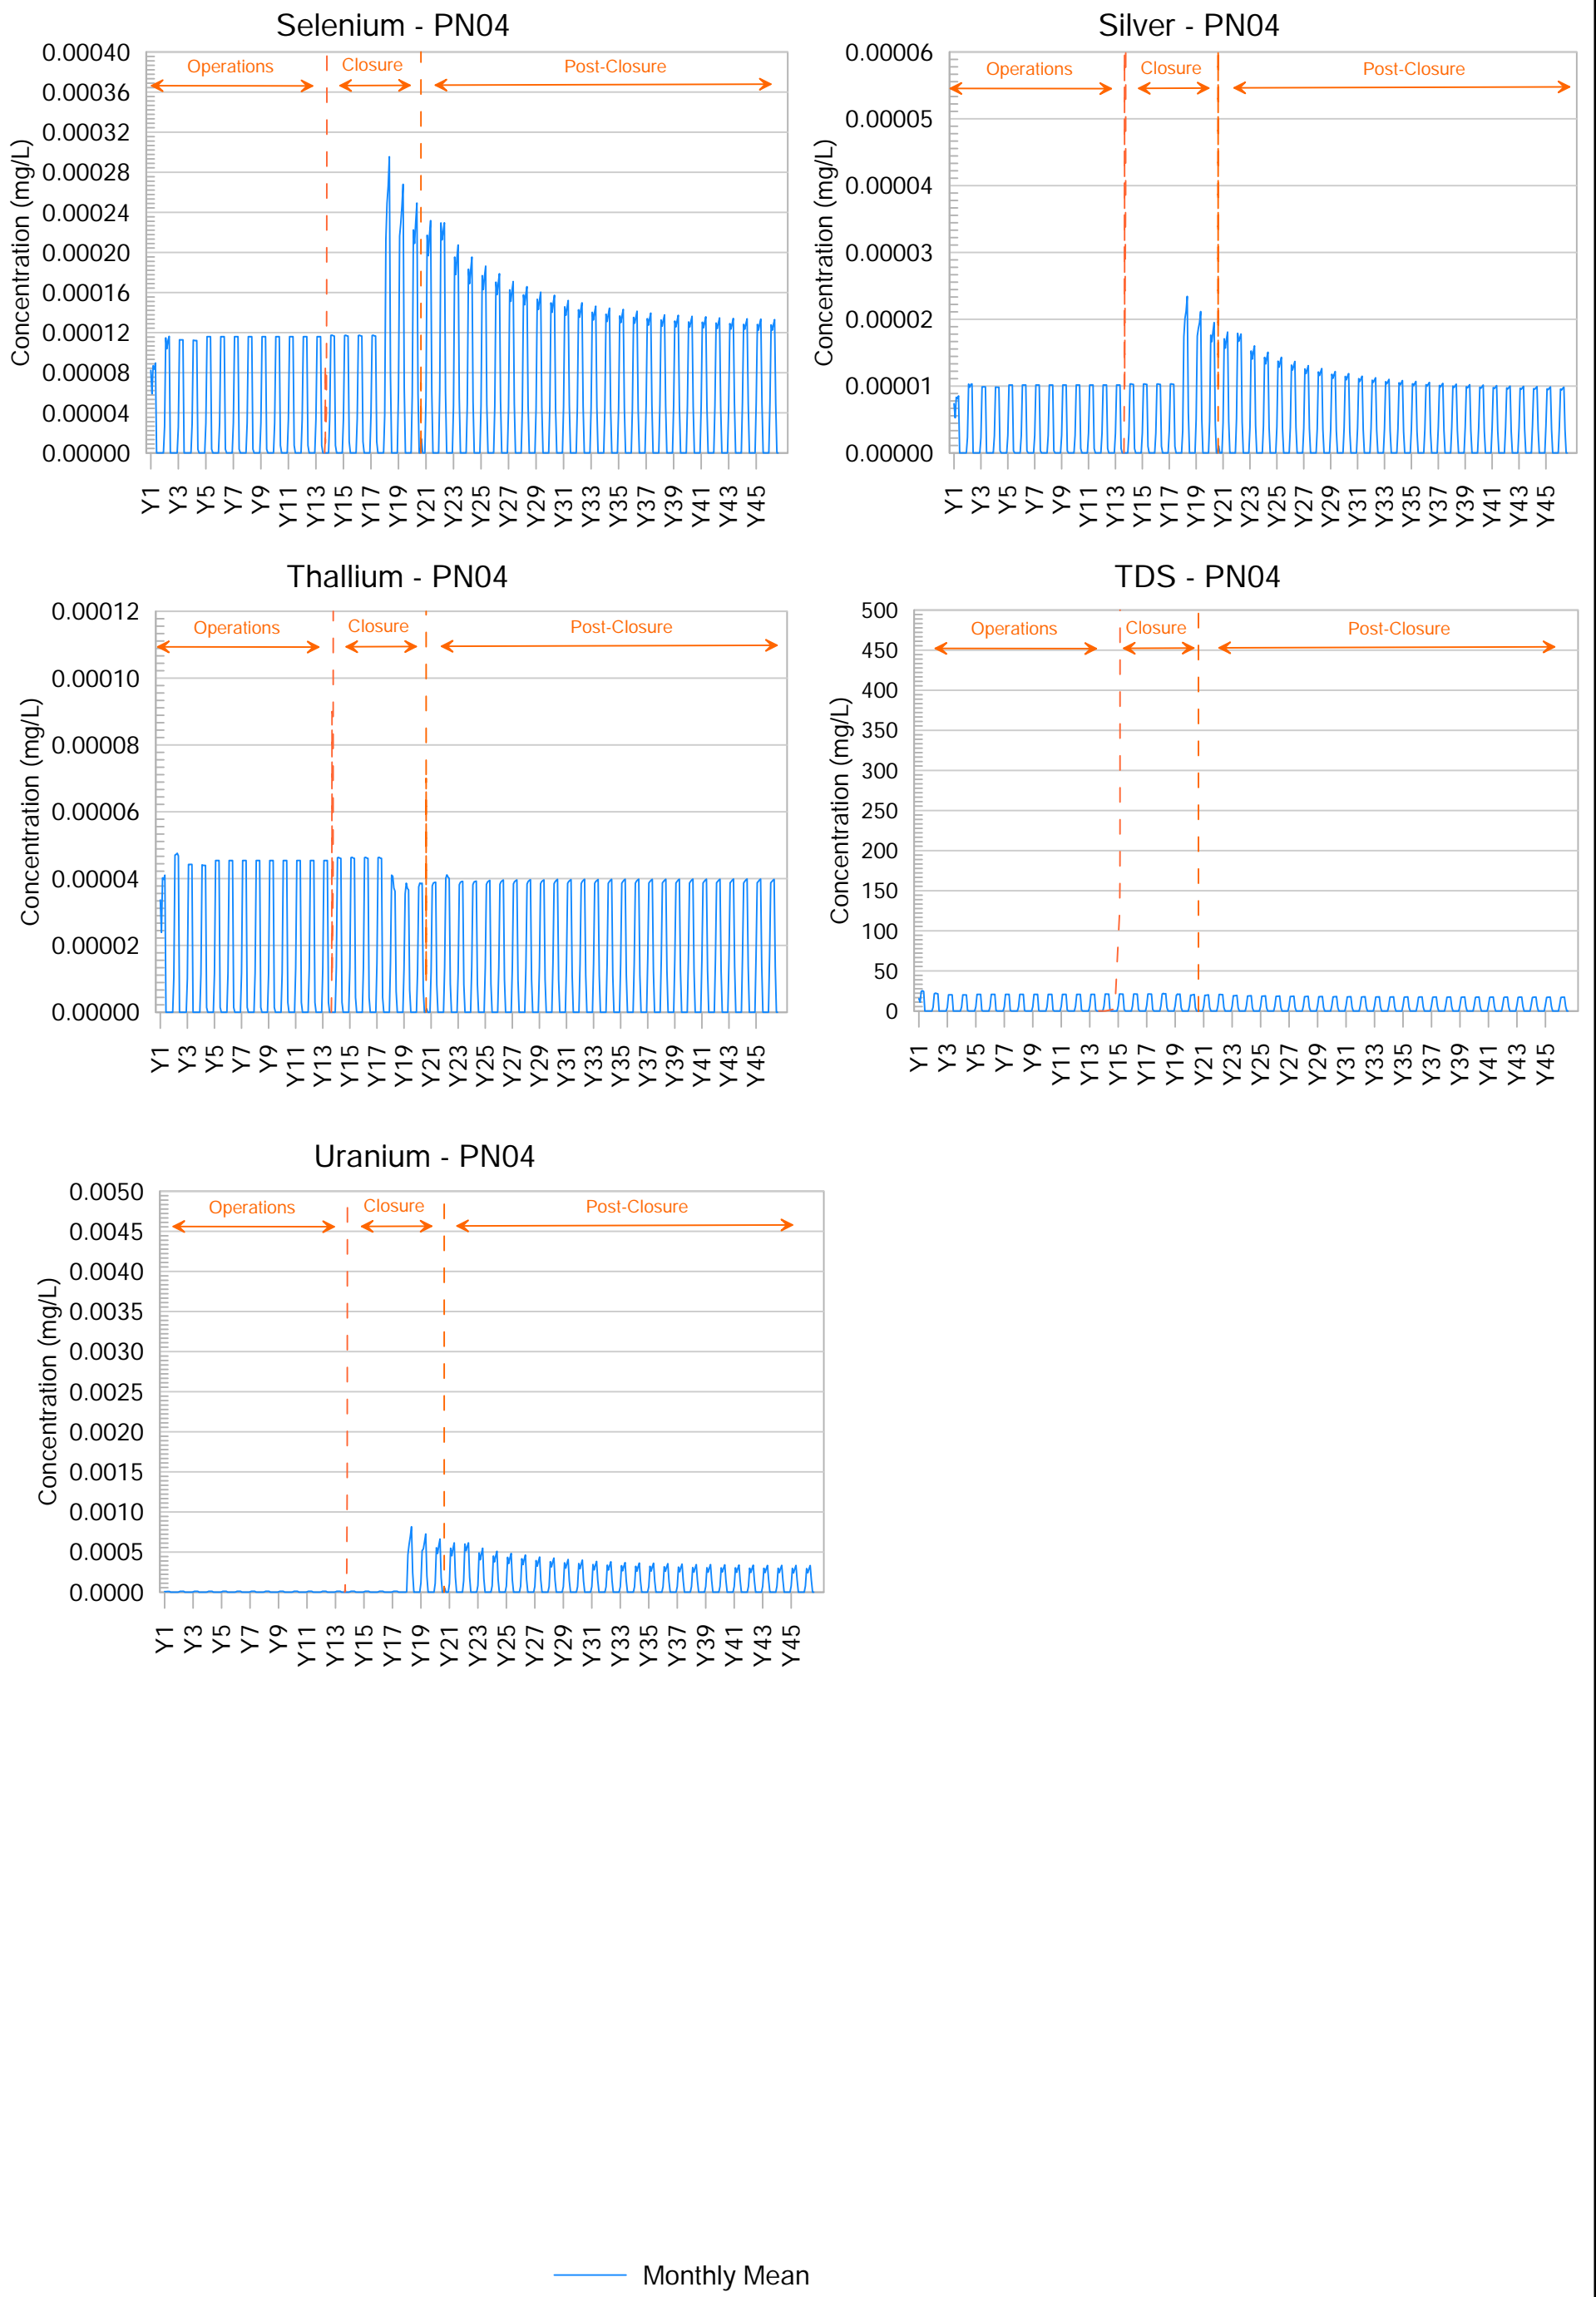 Selenium - PN04
Concentration (mg/L)
0.00040
0.00036
0.00032
0.00028
0.00024
0.00020
0.00016
0.00012
0.00008
0.00004
0.00000
Operations
Closure
Post-Closure
Y1 Y3 Y5 Y7 Y9 Y11 Y13 Y15 Y17 Y19 Y21 Y23 Y25 Y27 Y29 Y31 Y33 Y35 Y37 Y39 Y41 Y43 Y45
Silver - PN04
Concentration (mg/L)
0.00006
0.00005
0.00004
0.00003
0.00002
0.00001
0.00000
Operations
Closure
Post-Closure
Y1 Y3 Y5 Y7 Y9 Y11 Y13 Y15 Y17 Y19 Y21 Y23 Y25 Y27 Y29 Y31 Y33 Y35 Y37 Y39 Y41 Y43 Y45
Thallium - PN04
Concentration (mg/L)
0.00012
0.00010
0.00008
0.00006
0.00004
0.00002
0.00000
Operations
Closure
Post-Closure
Y1 Y3 Y5 Y7 Y9 Y11 Y13 Y15 Y17 Y19 Y21 Y23 Y25 Y27 Y29 Y31 Y33 Y35 Y37 Y39 Y41 Y43 Y45
TDS - PN04
Concentration (mg/L)
500
450
400
350
300
250
200
150
100
50
0
Operations
Closure
Post-Closure
Y1 Y3 Y5 Y7 Y9 Y11 Y13 Y15 Y17 Y19 Y21 Y23 Y25 Y27 Y29 Y31 Y33 Y35 Y37 Y39 Y41 Y43 Y45
Uranium - PN04
Concentration (mg/L)
0.0050
0.0045
0.0040
0.0035
0.0030
0.0025
0.0020
0.0015
0.0010
0.0005
0.0000
Operations
Closure
Post-Closure
Y1 Y3 Y5 Y7 Y9 Y11 Y13 Y15 Y17 Y19 Y21 Y23 Y25 Y27 Y29 Y31 Y33 Y35 Y37 Y39 Y41 Y43 Y45
Monthly Mean